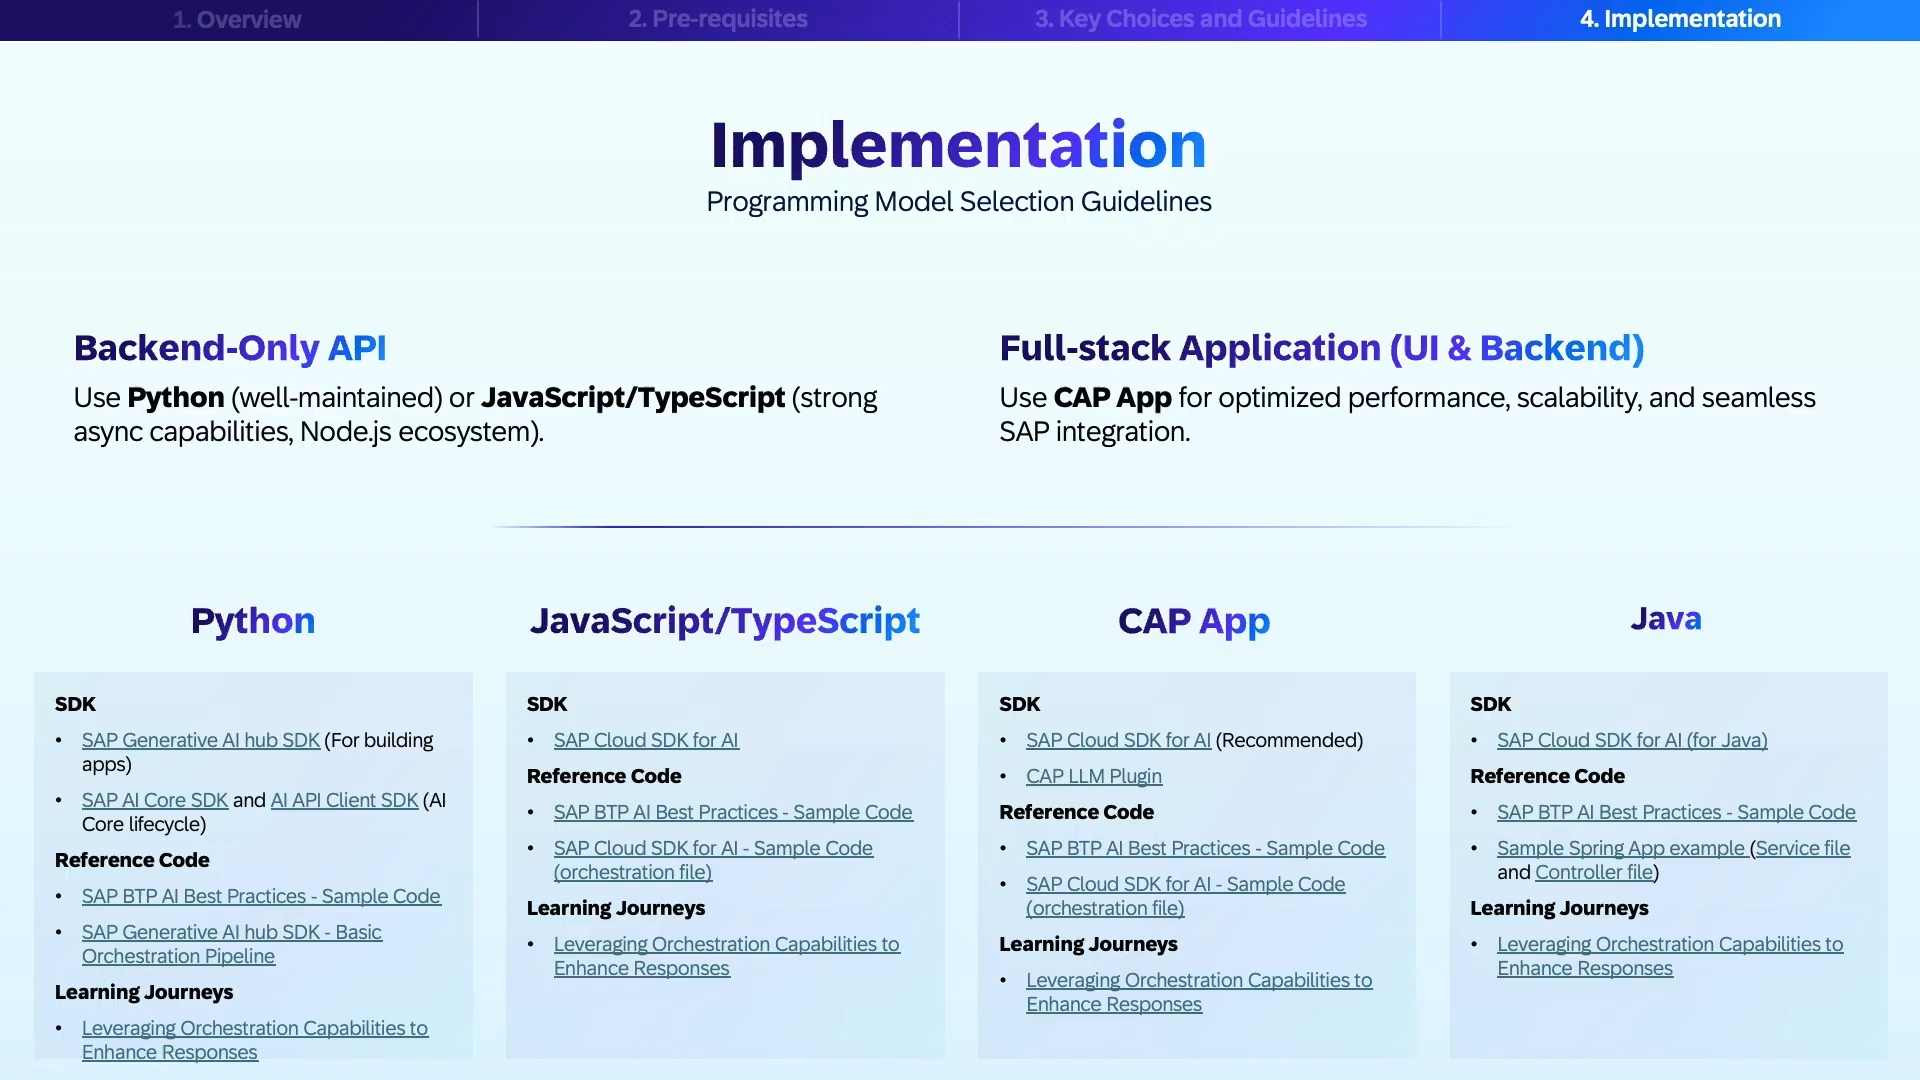 1. Overview
2. Pre-requisites
3. Key Choices and Guidelines
4. Implementation
Implementation
Programming Model Selection Guidelines
Backend-Only API
Use Python (well-maintained) or JavaScript/TypeScript (strong
async capabilities, Node.js ecosystem).
Full-stack Application (UI & Backend)
Use CAP App for optimized performance, scalability, and seamless
SAP integration.
Python
SDK
• SAP Generative AI hub SDK (For building
apps)
• SAP AI Core SDK and AI API Client SDK (AI
Core lifecycle)
Reference Code
• SAP BTP AI Best Practices - Sample Code
• SAP Generative AI hub SDK - Basic
Orchestration Pipeline
Learning Journeys
• Leveraging Orchestration Capabilities to
Enhance Responses
JavaScript/TypeScript
SDK
• SAP Cloud SDK for AI
Reference Code
• SAP BTP AI Best Practices - Sample Code
• SAP Cloud SDK for AI - Sample Code
(orchestration file)
Learning Journeys
• Leveraging Orchestration Capabilities to
Enhance Responses
CAP App
SDK
• SAP Cloud SDK for AI (Recommended)
• CAP LLM Plugin
Reference Code
• SAP BTP AI Best Practices - Sample Code
• SAP Cloud SDK for AI - Sample Code
(orchestration file)
Learning Journeys
• Leveraging Orchestration Capabilities to
Enhance Responses
Java
SDK
• SAP Cloud SDK for AI (for Java)
Reference Code
• SAP BTP AI Best Practices - Sample Code
• Sample Spring App example (Service file
and Controller file)
Learning Journeys
• Leveraging Orchestration Capabilities to
Enhance Responses